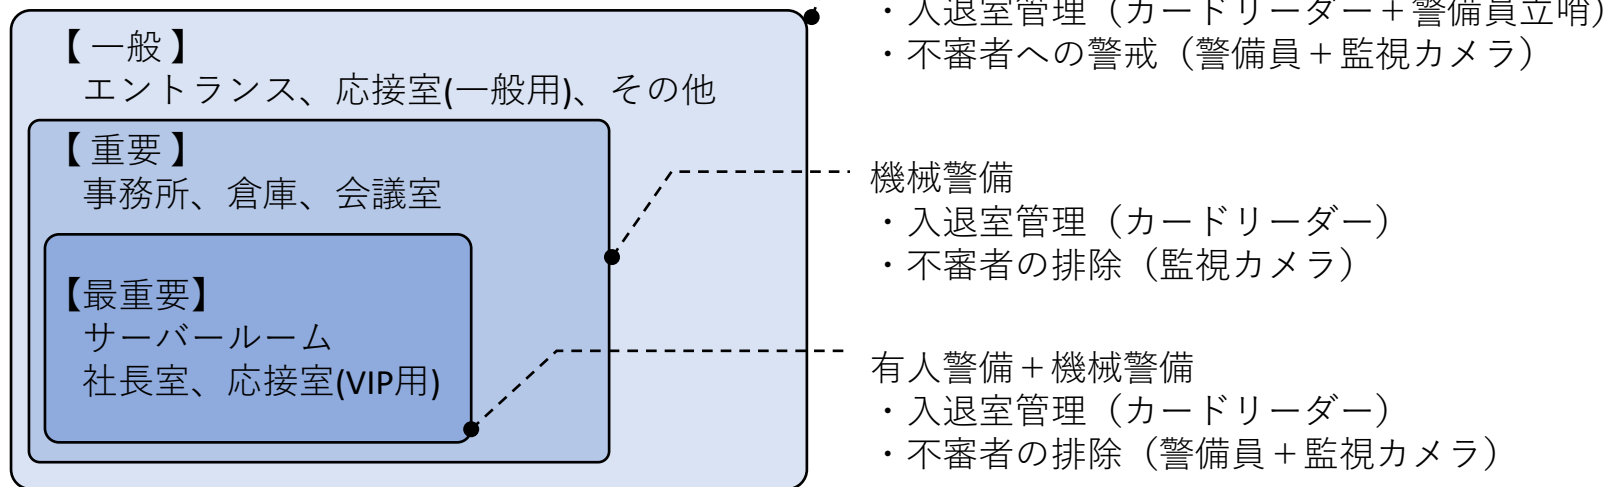 ・入退室管理（カードリーダー＋警備員立哨）
・不審者への警戒（警備員＋監視カメラ）
【一般】
エントランス、応接室(一般用)、その他
【重要】
事務所、倉庫、会議室
機械警備
・入退室管理（カードリーダー）
・不審者の排除（監視カメラ）
【最重要】
サーバールーム
社長室、応接室(VIP用)
有人警備＋機械警備
・入退室管理（カードリーダー）
・不審者の排除（警備員＋監視カメラ）